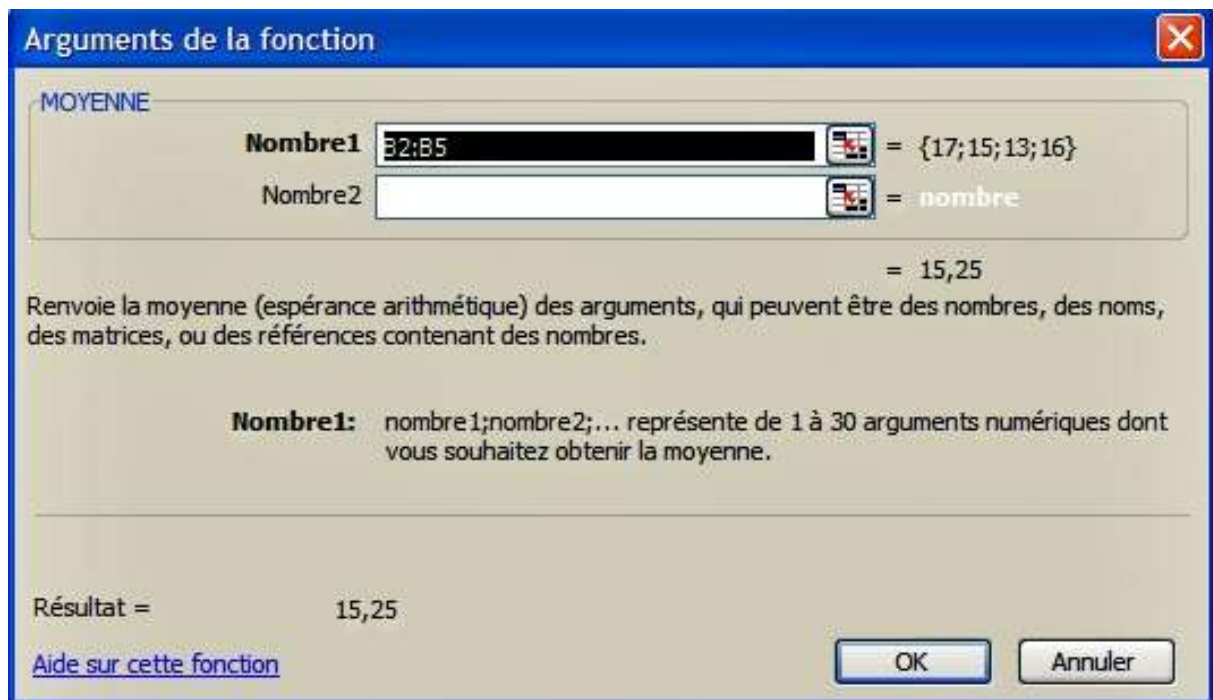 Arguments de la fonction
MOYENNE
Nombre1 B2:B5 = {17;15;13;16}
Nombre2 = nombre
= 15,25
Renvoie la moyenne (espérance arithmétique) des arguments, qui peuvent être des nombres, des noms,
des matrices, ou des références contenant des nombres.
Nombre1: nombre1;nombre2;... représente de 1 à 30 arguments numériques dont
vous souhaitez obtenir la moyenne.
Résultat = 15,25
Aide sur cette fonction
OK Annuler